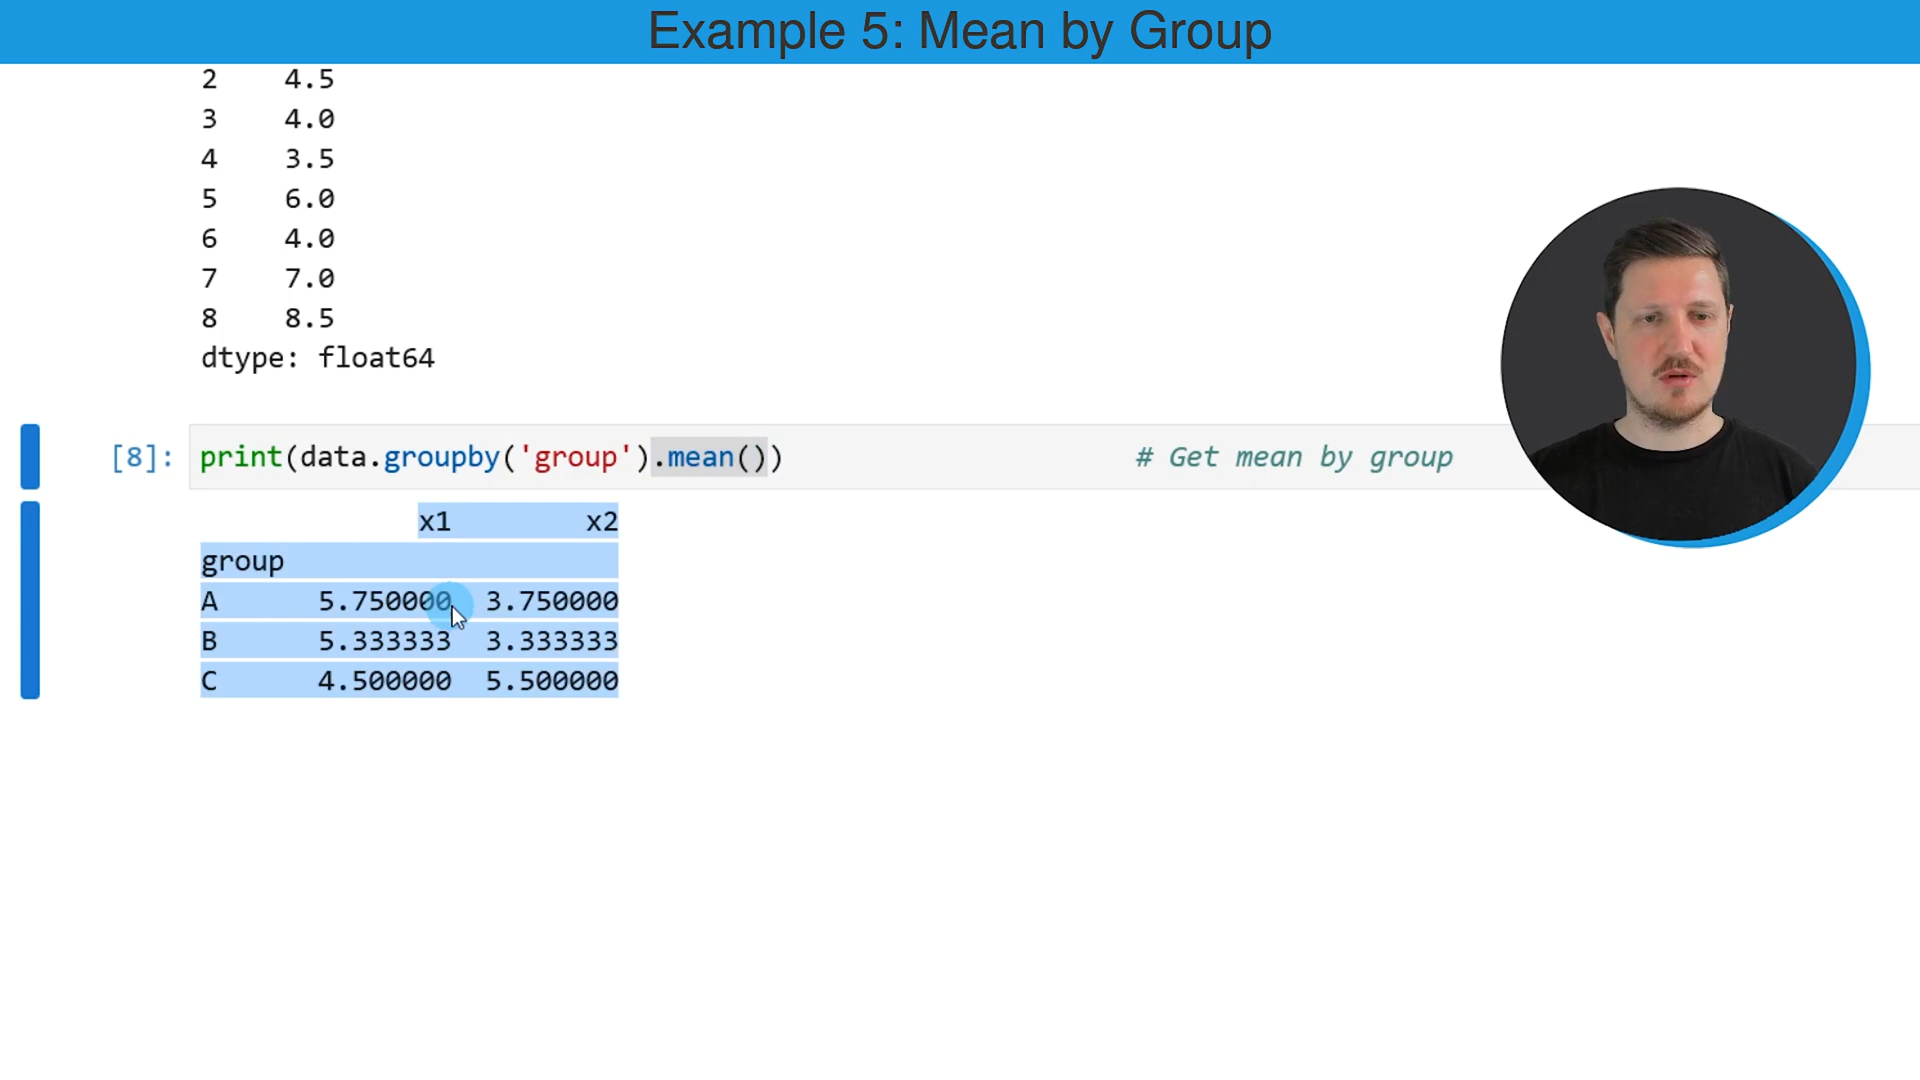 Example 5: Mean by Group
2    4.5
3    4.0
4    3.5
5    6.0
6    4.0
7    7.0
8    8.5
dtype: float64
[8]: print(data.groupby('group').mean())                     # Get mean by group
             x1        x2
group
A      5.750000  3.750000
B      5.333333  3.333333
C      4.500000  5.500000